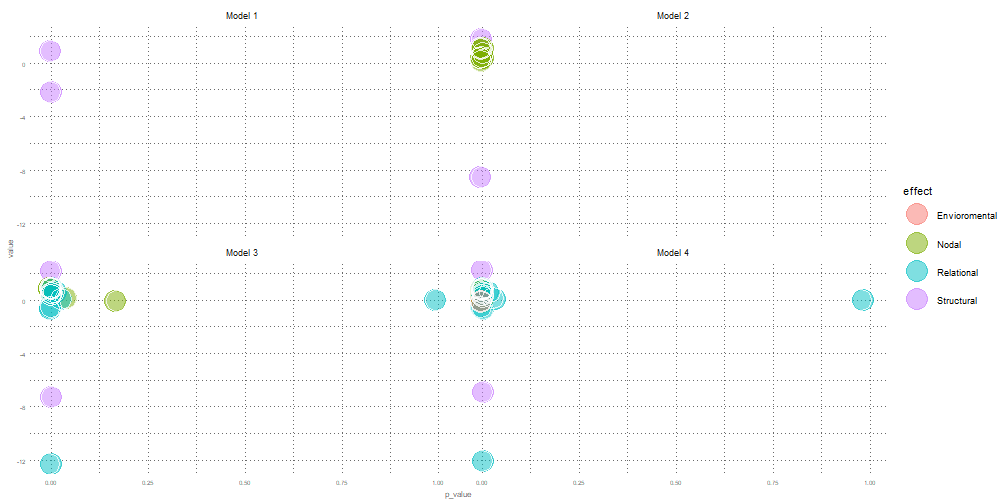 Model 1
Model 2
0
-4
-8
-12
Model 3
Model 4
0
-4
-8
-12
0.00
0.25
0.50
0.75
1.00
0.00
0.25
0.50
0.75
1.00
p_value
value
effect
Enviromental
Nodal
Relational
Structural